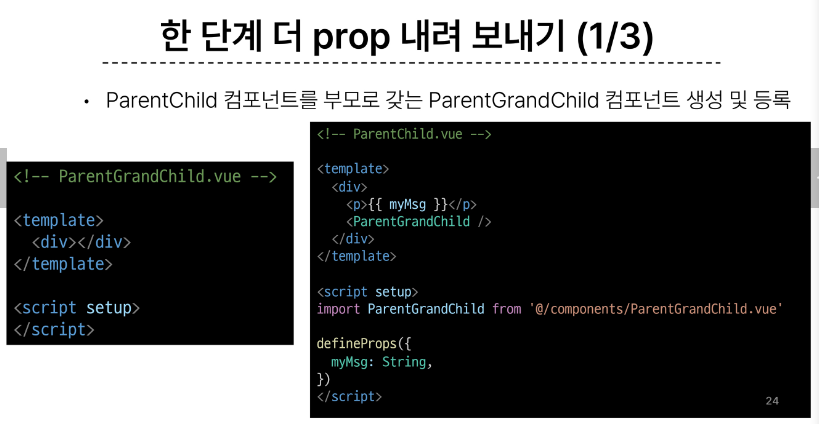 한 단계 더 prop 내려 보내기 (1/3)
• ParentChild 컴포넌트를 부모로 갖는 ParentGrandChild 컴포넌트 생성 및 등록
<!-- ParentGrandChild.vue -->
<template>
  <div></div>
</template>
<script setup>
</script>
<!-- ParentChild.vue -->
<template>
  <div>
    <p>{{ myMsg }}</p>
    <ParentGrandChild />
  </div>
</template>
<script setup>
import ParentGrandChild from '@/components/ParentGrandChild.vue'
defineProps({
  myMsg: String,
})
</script>
24